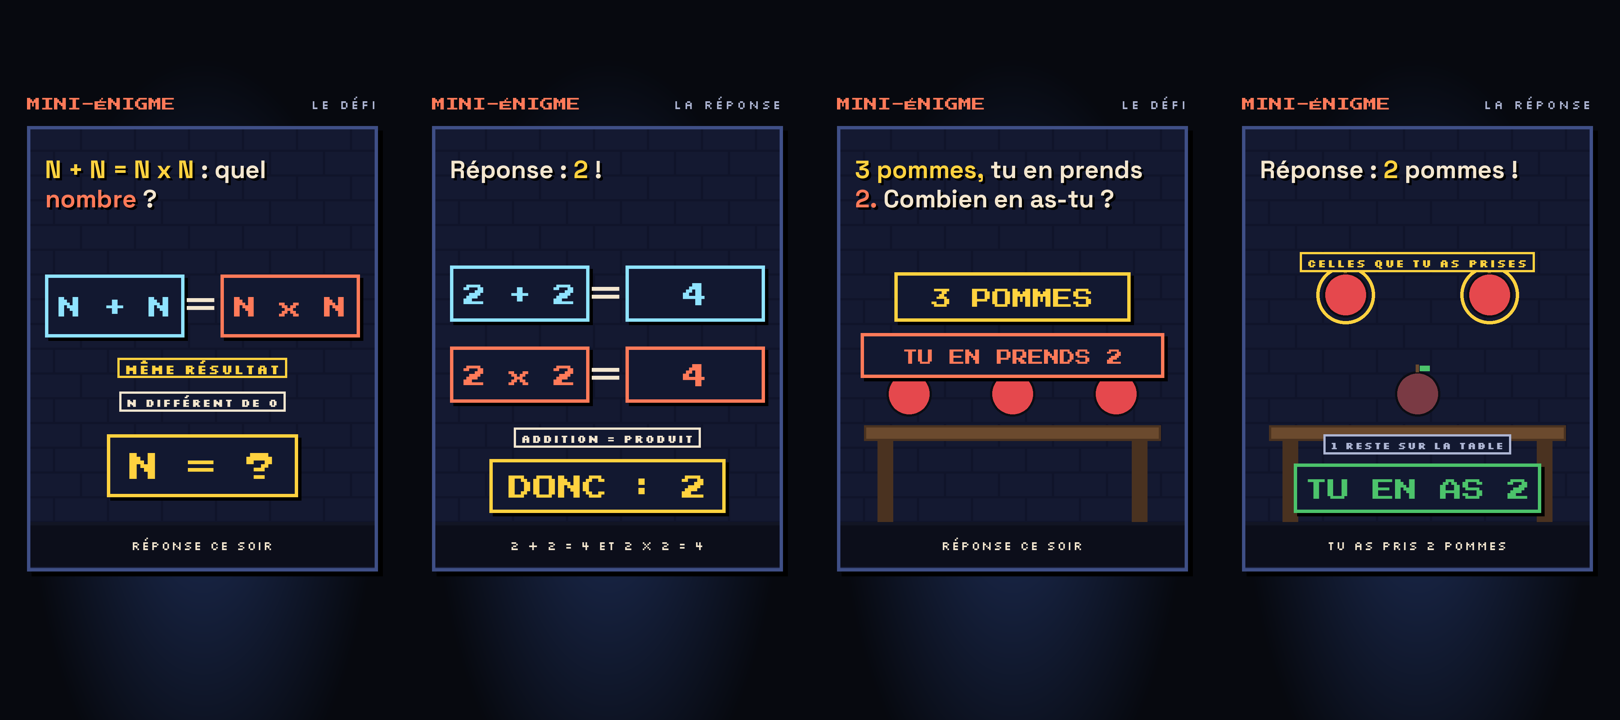 MINI-ÉNIGME
LE DÉFI
N + N = N x N : quel
nombre ?
N + N = N x N
MÊME RÉSULTAT
N DIFFÉRENT DE 0
N = ?
RÉPONSE CE SOIR
MINI-ÉNIGME
LA RÉPONSE
Réponse : 2 !
2 + 2 = 4
2 x 2 = 4
ADDITION = PRODUIT
DONC : 2
2 + 2 = 4 ET 2 X 2 = 4
MINI-ÉNIGME
LE DÉFI
3 pommes, tu en prends
2. Combien en as-tu ?
3 POMMES
TU EN PRENDS 2
RÉPONSE CE SOIR
MINI-ÉNIGME
LA RÉPONSE
Réponse : 2 pommes !
CELLES QUE TU AS PRISES
1 RESTE SUR LA TABLE
TU EN AS 2
TU AS PRIS 2 POMMES